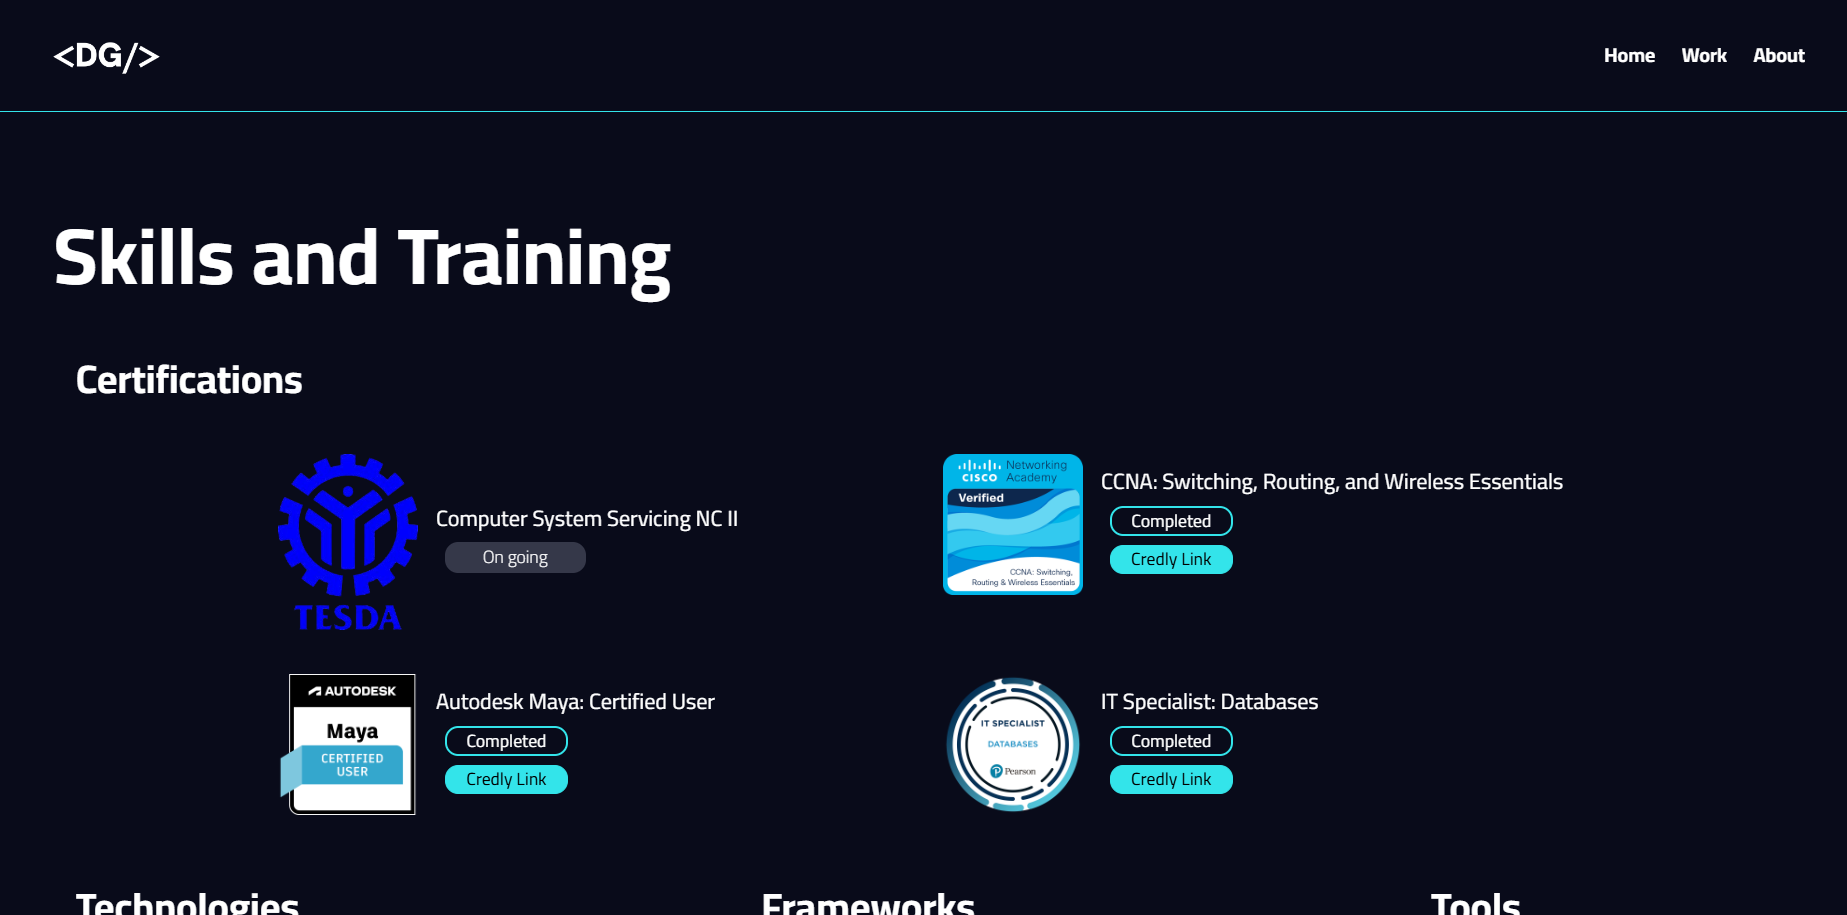 <DG/>
Home Work About
Skills and Training
Certifications
TESDA
Computer System Servicing NC II
On going
CISCO
Networking
Academy
Verified
CCNA: Switching,
Routing & Wireless Essentials
CCNA: Switching, Routing, and Wireless Essentials
Completed
Credly Link
AUTODESK
Maya
CERTIFIED
USER
Autodesk Maya: Certified User
Completed
Credly Link
IT SPECIALIST
DATABASES
Pearson
IT Specialist: Databases
Completed
Credly Link
Technologies Frameworks Tools